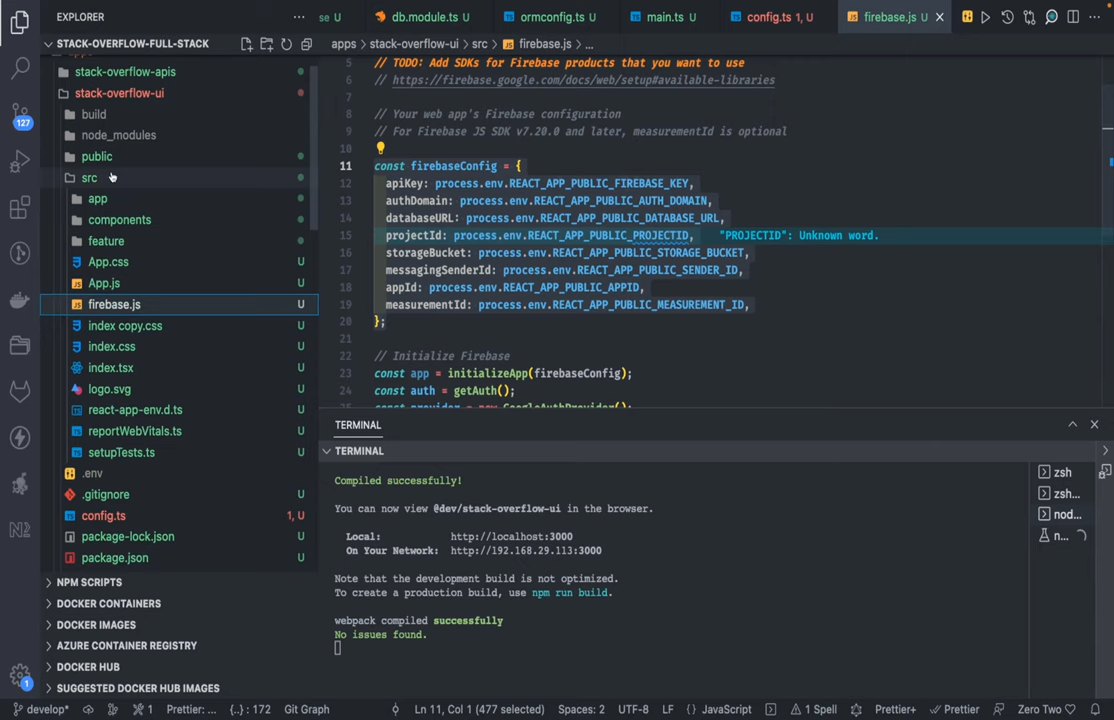 EXPLORER
...
se U
db.module.ts U
ormconfig.ts U
main.ts U
config.ts 1, U
firebase.js U
STACK-OVERFLOW-FULL-STACK
apps > stack-overflow-ui > src > firebase.js > ...
stack-overflow-apis
stack-overflow-ui
build
node_modules
public
src
app
components
feature
App.css U
App.js U
firebase.js U
index copy.css U
index.css U
index.tsx U
logo.svg U
react-app-env.d.ts U
reportWebVitals.ts U
setupTests.ts U
.env
.gitignore U
config.ts 1, U
package-lock.json U
package.json U
NPM SCRIPTS
DOCKER CONTAINERS
DOCKER IMAGES
AZURE CONTAINER REGISTRY
DOCKER HUB
SUGGESTED DOCKER HUB IMAGES
127
1
5 // TODO: Add SDKs for Firebase products that you want to use
6 // https://firebase.google.com/docs/web/setup#available-libraries
7
8 // Your web app's Firebase configuration
9 // For Firebase JS SDK v7.20.0 and later, measurementId is optional
10
11 const firebaseConfig = {
12 apiKey: process.env.REACT_APP_PUBLIC_FIREBASE_KEY,
13 authDomain: process.env.REACT_APP_PUBLIC_AUTH_DOMAIN,
14 databaseURL: process.env.REACT_APP_PUBLIC_DATABASE_URL,
15 projectId: process.env.REACT_APP_PUBLIC_PROJECTID, "PROJECTID": Unknown word.
16 storageBucket: process.env.REACT_APP_PUBLIC_STORAGE_BUCKET,
17 messagingSenderId: process.env.REACT_APP_PUBLIC_SENDER_ID,
18 appId: process.env.REACT_APP_PUBLIC_APPID,
19 measurementId: process.env.REACT_APP_PUBLIC_MEASUREMENT_ID,
20 };
21
22 // Initialize Firebase
23 const app = initializeApp(firebaseConfig);
24 const auth = getAuth();
const provider = new GoogleAuthProvider();
TERMINAL
TERMINAL
Compiled successfully!
You can now view @dev/stack-overflow-ui in the browser.
Local: http://localhost:3000
On Your Network: http://192.168.29.113:3000
Note that the development build is not optimized.
To create a production build, use npm run build.
webpack compiled successfully
No issues found.
zsh
zsh...
nod...
n...
develop*
1
Prettier: ...
{..} : 172
Git Graph
Ln 11, Col 1 (477 selected)
Spaces: 2
UTF-8
LF
{} JavaScript
1 Spell
Prettier+
Zero Two
Prettier